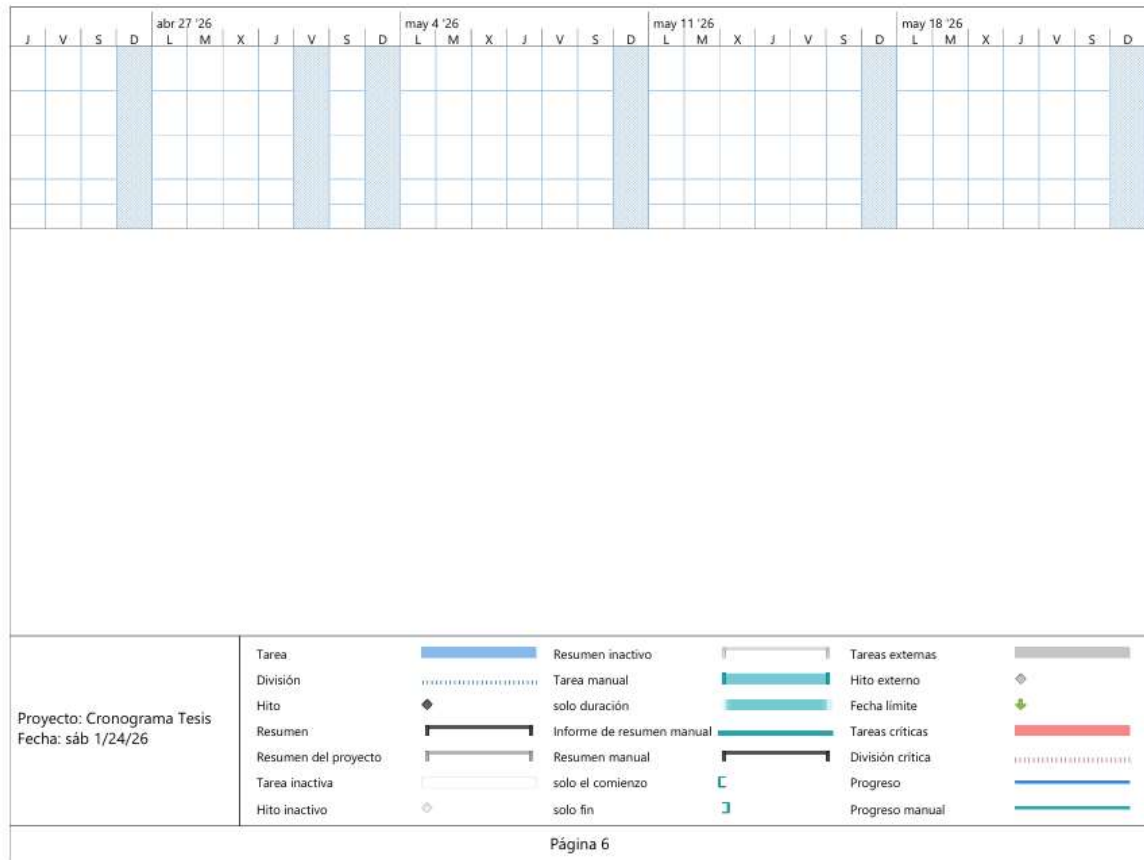 abr 27 '26 may 4 '26 may 11 '26 may 18 '26
J V S D L M X J V S D L M X J V S D L M X J V S D L M X J V S D
Proyecto: Cronograma Tesis
Fecha: sáb 1/24/26
Tarea
División
Hito
Resumen
Resumen del proyecto
Tarea inactiva
Hito inactivo
Resumen inactivo
Tarea manual
solo duración
Informe de resumen manual
Resumen manual
solo el comienzo
solo fin
Tareas externas
Hito externo
Fecha límite
Tareas críticas
División crítica
Progreso
Progreso manual
Página 6